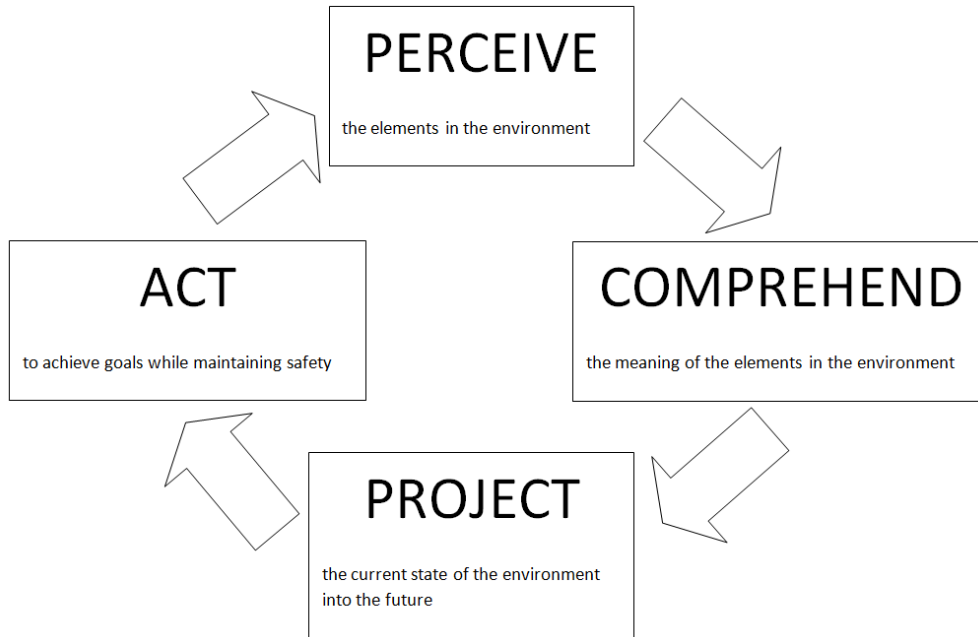 PERCEIVE
the elements in the environment
ACT
to achieve goals while maintaining safety
COMPREHEND
the meaning of the elements in the environment
PROJECT
the current state of the environment
into the future